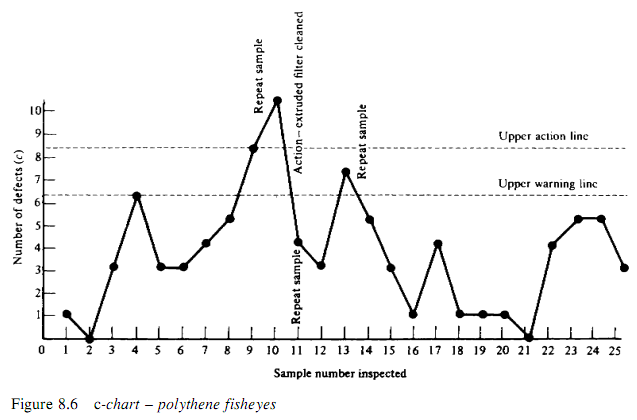 Number of defects (c)
10
9
8
7
6
5
4
3
2
1
Repeat sample
Action – extruded filter cleaned
Repeat sample
Upper action line
Upper warning line
Repeat sample
0 1 2 3 4 5 6 7 8 9 10 11 12 13 14 15 16 17 18 19 20 21 22 23 24 25
Sample number inspected
Figure 8.6 c-chart – polythene fisheyes